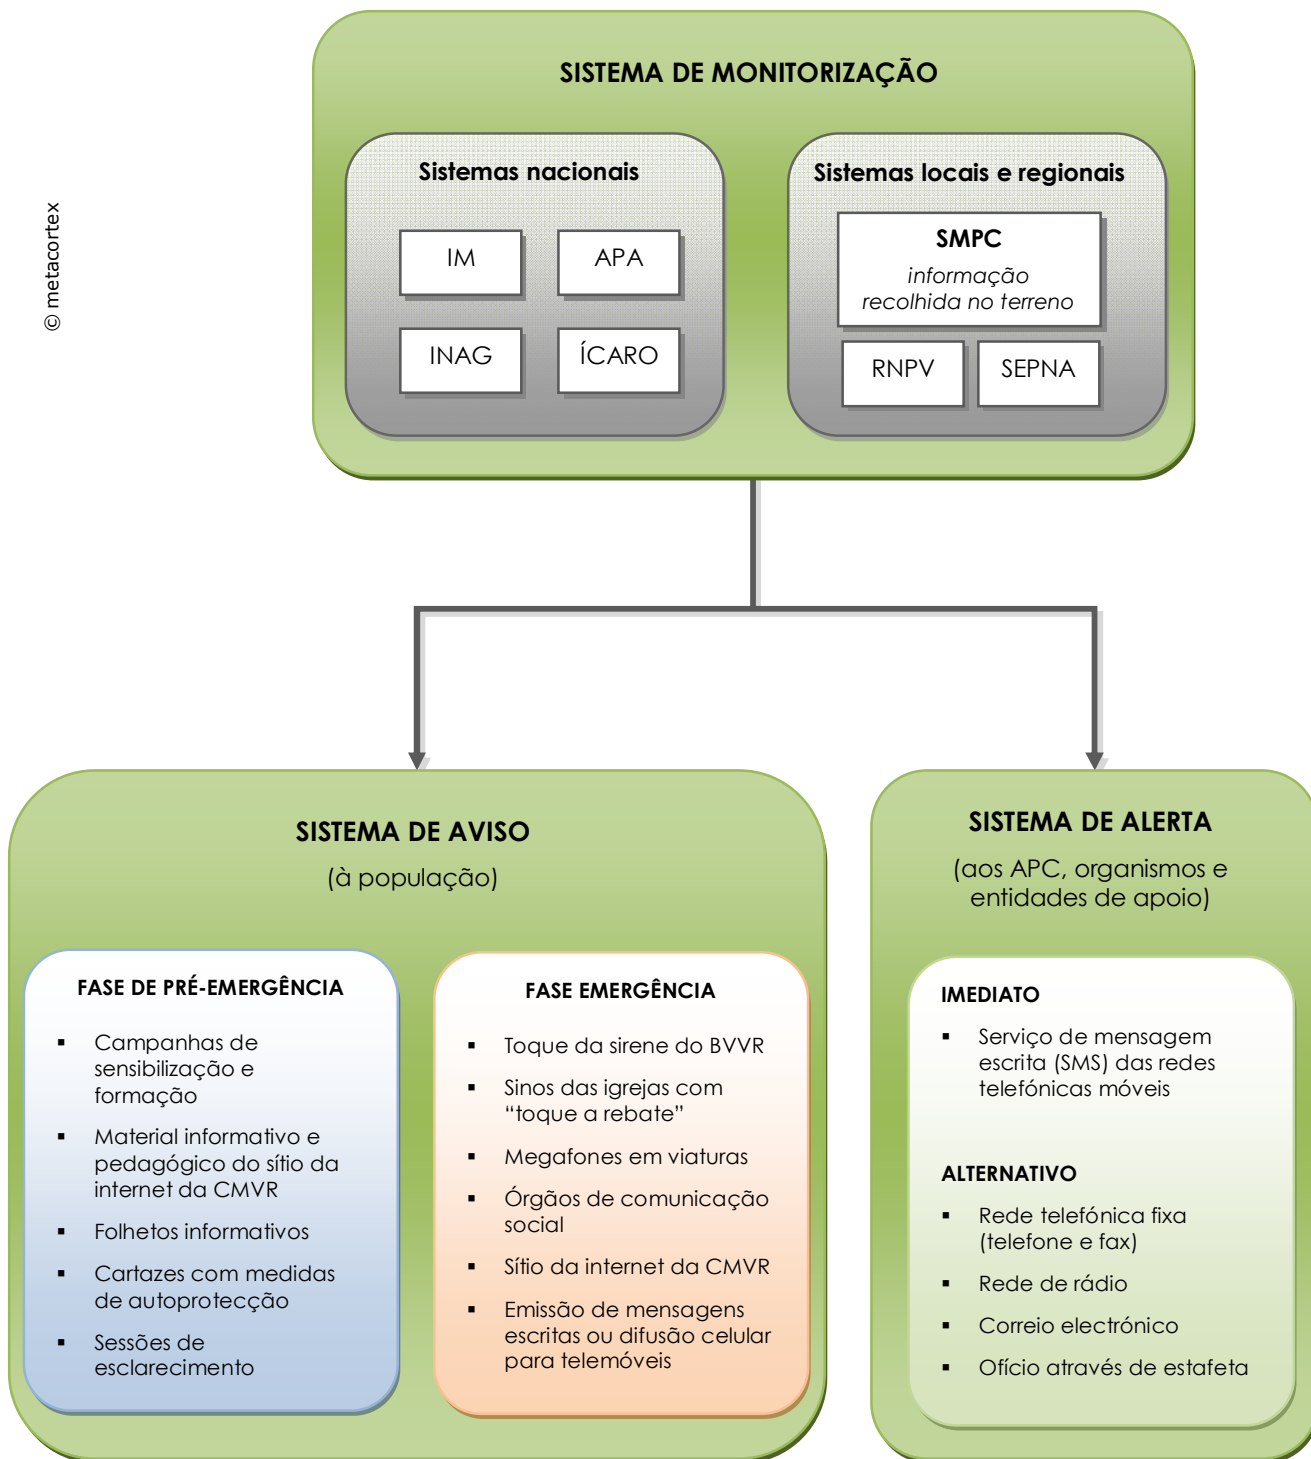 © metacortex
SISTEMA DE MONITORIZAÇÃO
Sistemas nacionais
IM
APA
INAG
ÍCARO
Sistemas locais e regionais
SMPC
informação
recolhida no terreno
RNPV
SEPNA
SISTEMA DE AVISO
(à população)
FASE DE PRÉ-EMERGÊNCIA
▪ Campanhas de
sensibilização e
formação
▪ Material informativo e
pedagógico do sítio da
internet da CMVR
▪ Folhetos informativos
▪ Cartazes com medidas
de autoprotecção
▪ Sessões de
esclarecimento
FASE EMERGÊNCIA
▪ Toque da sirene do BVVR
▪ Sinos das igrejas com
“toque a rebate”
▪ Megafones em viaturas
▪ Órgãos de comunicação
social
▪ Sítio da internet da CMVR
▪ Emissão de mensagens
escritas ou difusão celular
para telemóveis
SISTEMA DE ALERTA
(aos APC, organismos e
entidades de apoio)
IMEDIATO
▪ Serviço de mensagem
escrita (SMS) das redes
telefónicas móveis
ALTERNATIVO
▪ Rede telefónica fixa
(telefone e fax)
▪ Rede de rádio
▪ Correio electrónico
▪ Ofício através de estafeta